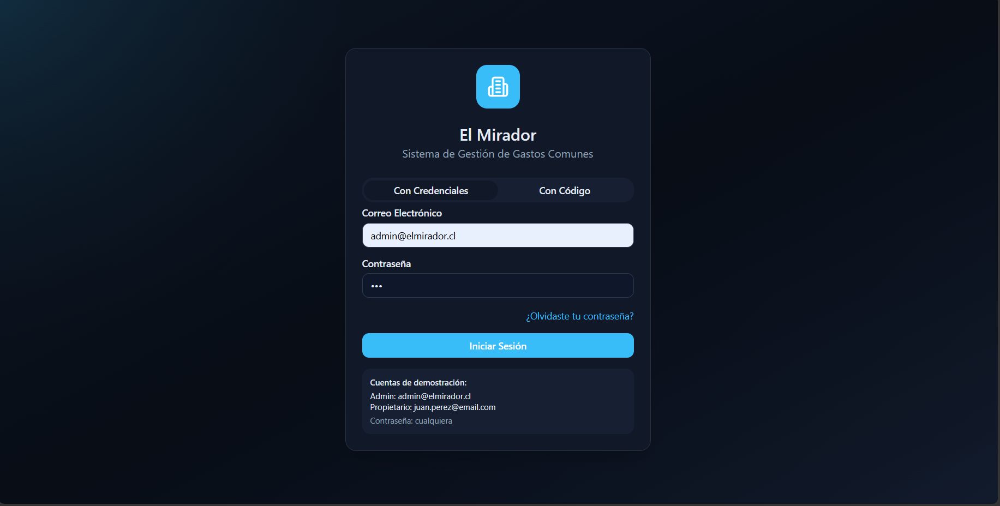 El Mirador
Sistema de Gestión de Gastos Comunes
Con Credenciales
Con Código
Correo Electrónico
admin@elmirador.cl
Contraseña
•••
¿Olvidaste tu contraseña?
Iniciar Sesión
Cuentas de demostración:
Admin: admin@elmirador.cl
Propietario: juan.perez@email.com
Contraseña: cualquiera